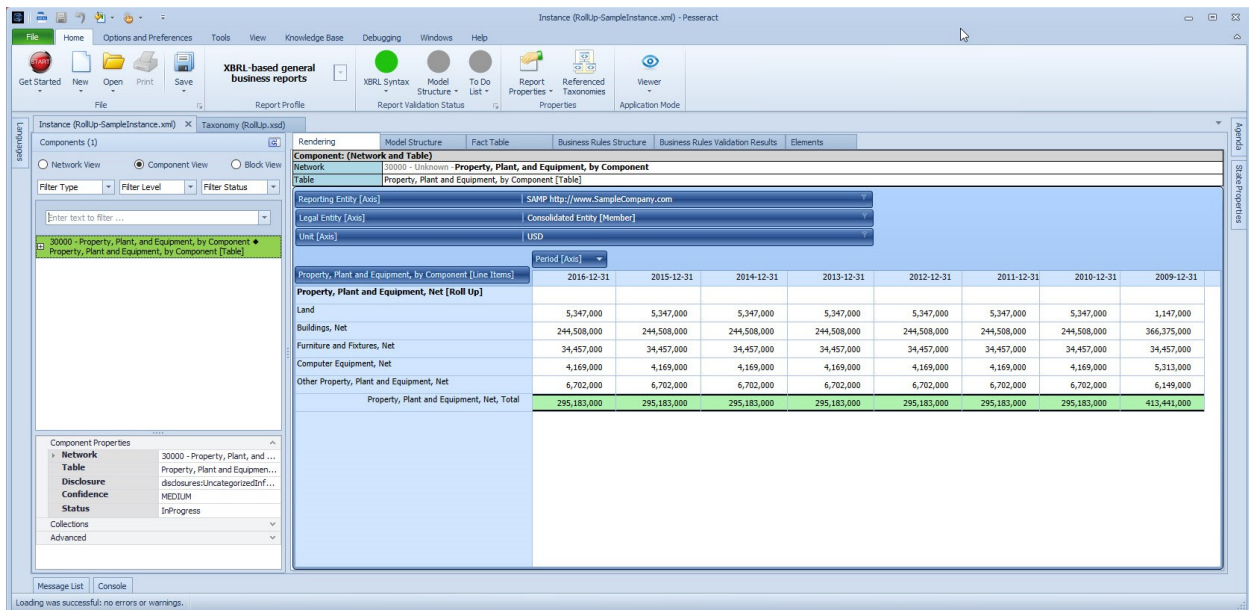 Instance (RollUp-SampleInstance.xml) - Pesseract
File Home Options and Preferences Tools View Knowledge Base Debugging Windows Help
START
Get Started New Open Print Save
File
XBRL-based general
business reports
Report Profile
XBRL Syntax Model
Structure To Do
List
Report Validation Status
Report
Properties Referenced
Taxonomies
Properties
Viewer
Application Mode
Languages
Instance (RollUp-SampleInstance.xml) X Taxonomy (RollUp.xsd)
Agenda
State Properties
Components (1)
Network View Component View Block View
Filter Type Filter Level Filter Status
Enter text to filter ...
30000 - Property, Plant, and Equipment, by Component ◆
Property, Plant and Equipment, by Component [Table]
Component Properties
Network 30000 - Property, Plant, and ...
Table Property, Plant and Equipmen...
Disclosure disclosures:UncategorizedInf...
Confidence MEDIUM
Status InProgress
Collections
Advanced
Rendering Model Structure Fact Table Business Rules Structure Business Rules Validation Results Elements
Component: (Network and Table)
Network 30000 - Unknown - Property, Plant, and Equipment, by Component
Table Property, Plant and Equipment, by Component [Table]
Reporting Entity [Axis] SAMP http://www.SampleCompany.com
Legal Entity [Axis] Consolidated Entity [Member]
Unit [Axis] USD
Period [Axis]
Property, Plant and Equipment, by Component [Line Items] 2016-12-31 2015-12-31 2014-12-31 2013-12-31 2012-12-31 2011-12-31 2010-12-31 2009-12-31
Property, Plant and Equipment, Net [Roll Up]
Land 5,347,000 5,347,000 5,347,000 5,347,000 5,347,000 5,347,000 5,347,000 1,147,000
Buildings, Net 244,508,000 244,508,000 244,508,000 244,508,000 244,508,000 244,508,000 244,508,000 366,375,000
Furniture and Fixtures, Net 34,457,000 34,457,000 34,457,000 34,457,000 34,457,000 34,457,000 34,457,000 34,457,000
Computer Equipment, Net 4,169,000 4,169,000 4,169,000 4,169,000 4,169,000 4,169,000 4,169,000 5,313,000
Other Property, Plant and Equipment, Net 6,702,000 6,702,000 6,702,000 6,702,000 6,702,000 6,702,000 6,702,000 6,149,000
Property, Plant and Equipment, Net, Total 295,183,000 295,183,000 295,183,000 295,183,000 295,183,000 295,183,000 295,183,000 413,441,000
Message List Console
Loading was successful: no errors or warnings.